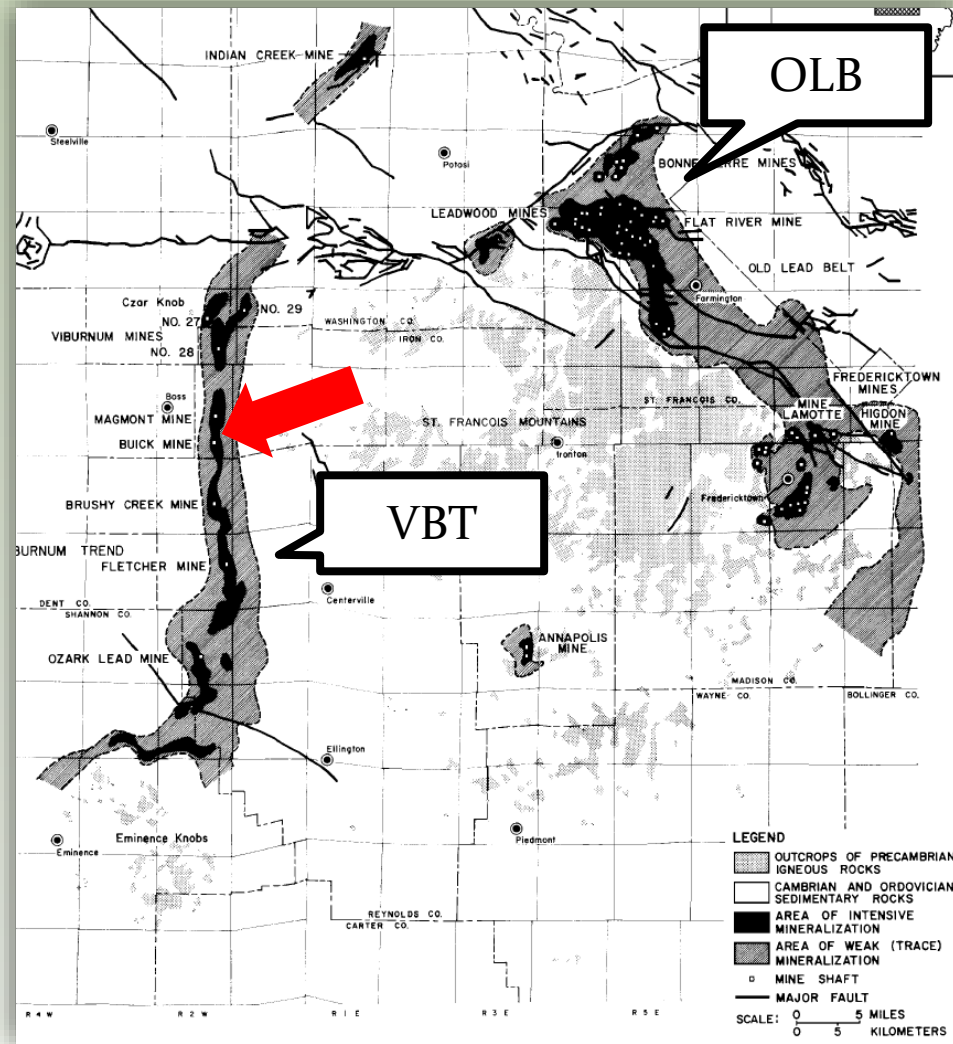 INDIAN CREEK MINE
OLB
Steelville
Potosi
BONNE TERRE MINES
LEADWOOD MINES
FLAT RIVER MINE
OLD LEAD BELT
Farmington
Czar Knob
NO. 27
NO. 29
WASHINGTON CO.
IRON CO.
VIBURNUM MINES
NO. 28
FREDERICKTOWN
MINES
Boss
ST. FRANCOIS CO.
MINE
LAMOTTE
HIGDON
MINE
MAGMONT MINE
ST. FRANCOIS MOUNTAINS
BUICK MINE
Ironton
Fredericktown
BRUSHY CREEK MINE
VBT
BURNUM TREND
FLETCHER MINE
Centerville
DENT CO.
SHANNON CO.
ANNAPOLIS
MINE
OZARK LEAD MINE
MADISON CO.
WAYNE CO.
BOLLINGER CO.
Ellington
Eminence Knobs
Eminence
Piedmont
LEGEND
OUTCROPS OF PRECAMBRIAN
IGNEOUS ROCKS
CAMBRIAN AND ORDOVICIAN
SEDIMENTARY ROCKS
AREA OF INTENSIVE
MINERALIZATION
AREA OF WEAK (TRACE)
MINERALIZATION
MINE SHAFT
MAJOR FAULT
REYNOLDS CO.
CARTER CO.
SCALE: 0 5 MILES
0 5 KILOMETERS
R 4 W R 2 W R 1 E R 3 E R 5 E